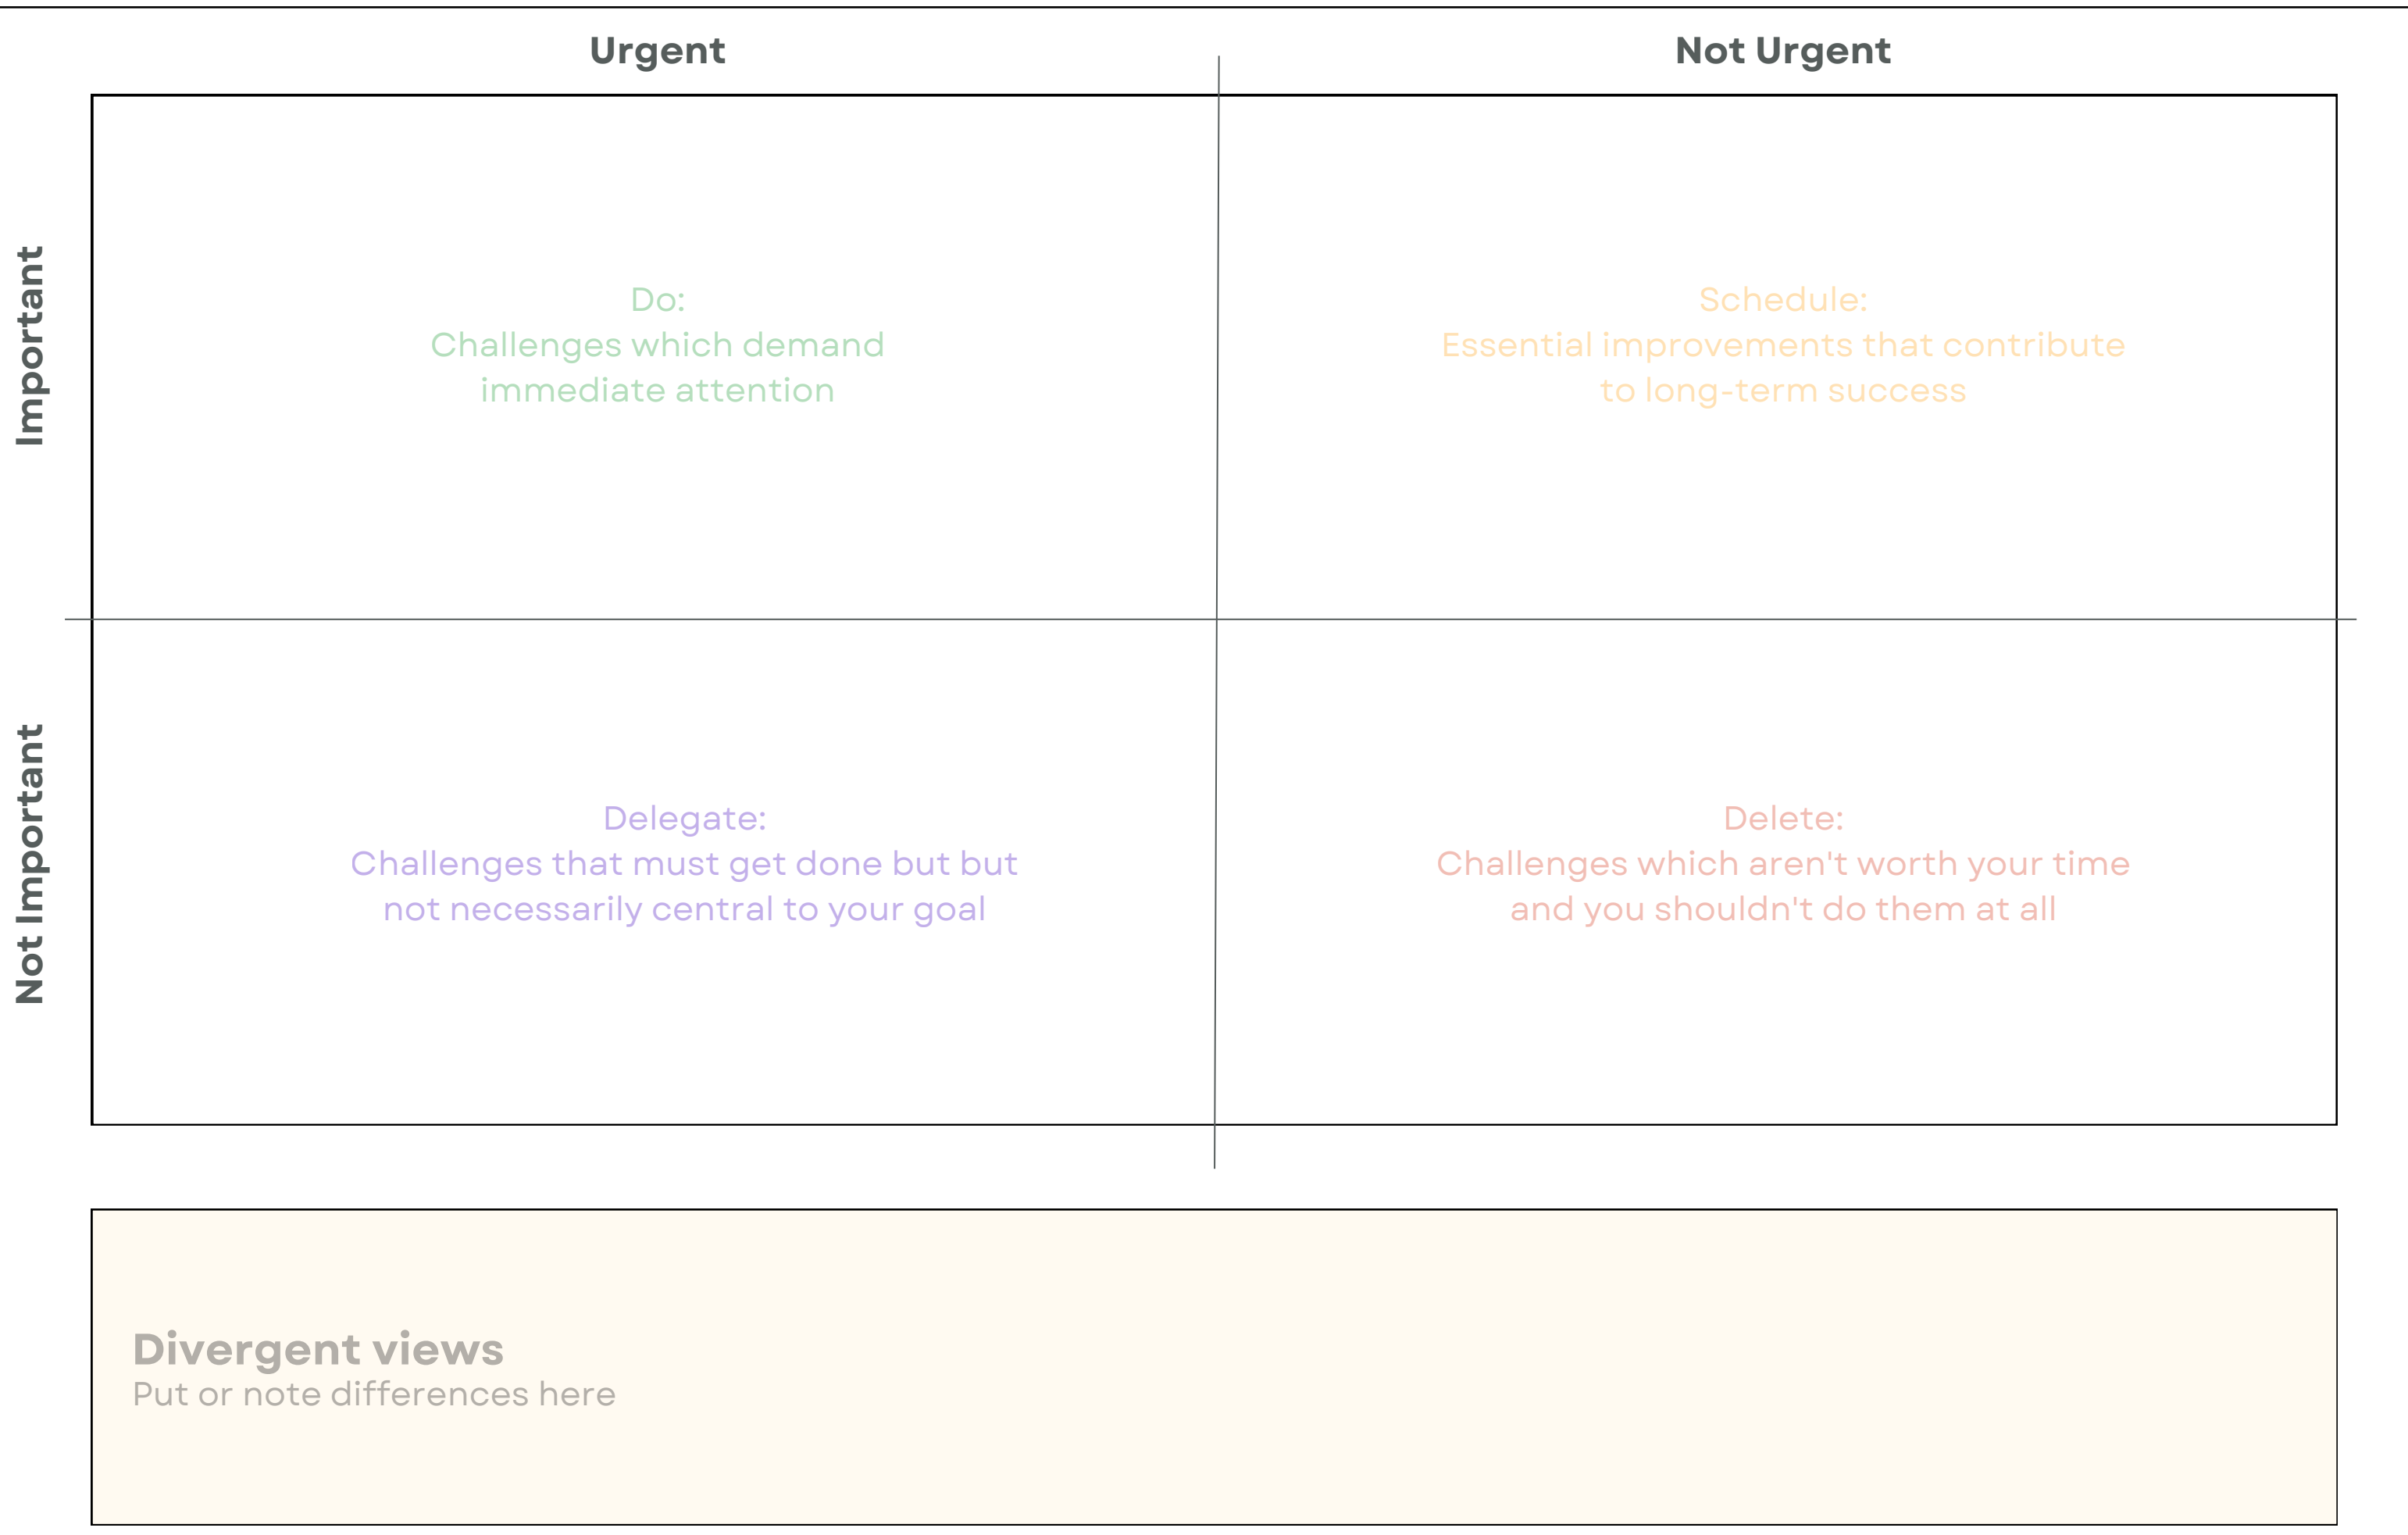 Urgent
Not Urgent
Important
Do:
Challenges which demand
immediate attention
Schedule:
Essential improvements that contribute
to long-term success
Not Important
Delegate:
Challenges that must get done but but
not necessarily central to your goal
Delete:
Challenges which aren't worth your time
and you shouldn't do them at all
Divergent views
Put or note differences here